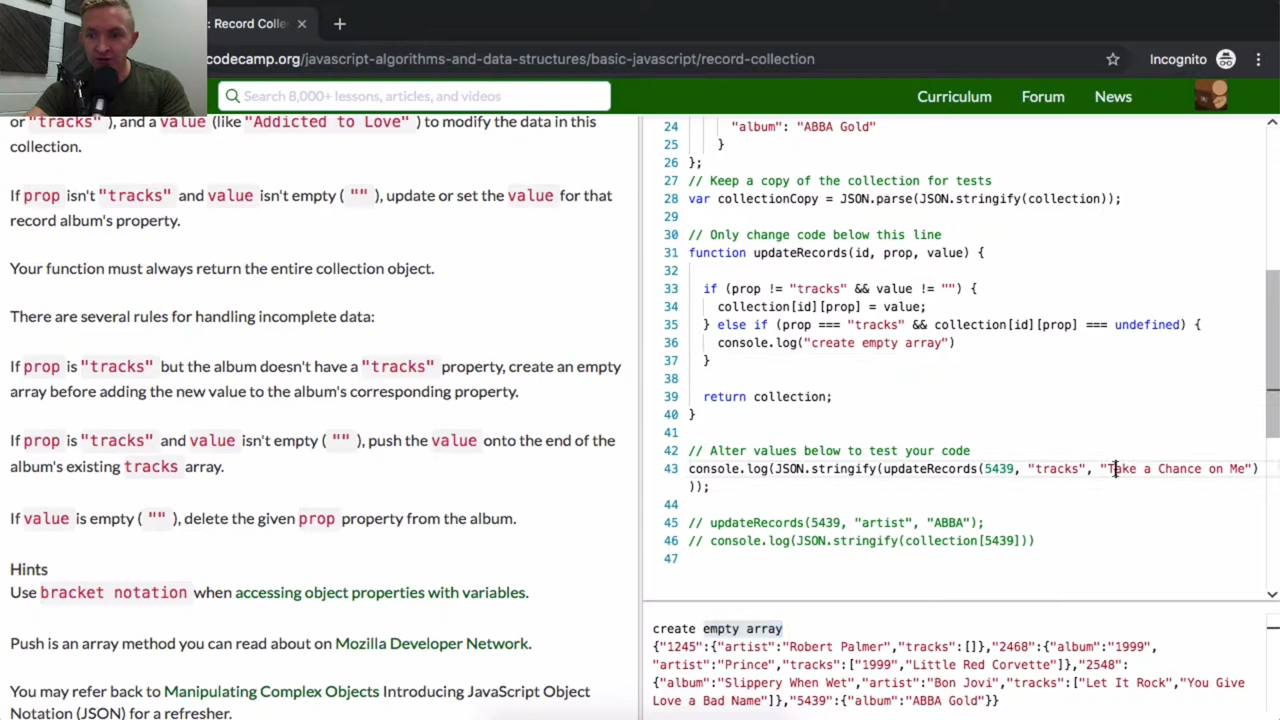 : Record Colle
codecamp.org/javascript-algorithms-and-data-structures/basic-javascript/record-collection
Incognito
Search 8,000+ lessons, articles, and videos
Curriculum
Forum
News
or "tracks" ), and a value (like "Addicted to Love" ) to modify the data in this
collection.
If prop isn't "tracks" and value isn't empty ( "" ), update or set the value for that
record album's property.
Your function must always return the entire collection object.
There are several rules for handling incomplete data:
If prop is "tracks" but the album doesn't have a "tracks" property, create an empty
array before adding the new value to the album's corresponding property.
If prop is "tracks" and value isn't empty ( "" ), push the value onto the end of the
album's existing tracks array.
If value is empty ( "" ), delete the given prop property from the album.
Hints
Use bracket notation when accessing object properties with variables.
Push is an array method you can read about on Mozilla Developer Network.
You may refer back to Manipulating Complex Objects Introducing JavaScript Object
Notation (JSON) for a refresher.
24 "album": "ABBA Gold"
25 }
26 };
27 // Keep a copy of the collection for tests
28 var collectionCopy = JSON.parse(JSON.stringify(collection));
29
30 // Only change code below this line
31 function updateRecords(id, prop, value) {
32
33 if (prop != "tracks" && value != "") {
34 collection[id][prop] = value;
35 } else if (prop === "tracks" && collection[id][prop] === undefined) {
36 console.log("create empty array")
37 }
38
39 return collection;
40 }
41
42 // Alter values below to test your code
43 console.log(JSON.stringify(updateRecords(5439, "tracks", "Take a Chance on Me")
));
44
45 // updateRecords(5439, "artist", "ABBA");
46 // console.log(JSON.stringify(collection[5439]))
47
create empty array
{"1245":{"artist":"Robert Palmer","tracks":[]},"2468":{"album":"1999",
"artist":"Prince","tracks":["1999","Little Red Corvette"]},"2548":
{"album":"Slippery When Wet","artist":"Bon Jovi","tracks":["Let It Rock","You Give
Love a Bad Name"]},"5439":{"album":"ABBA Gold"}}